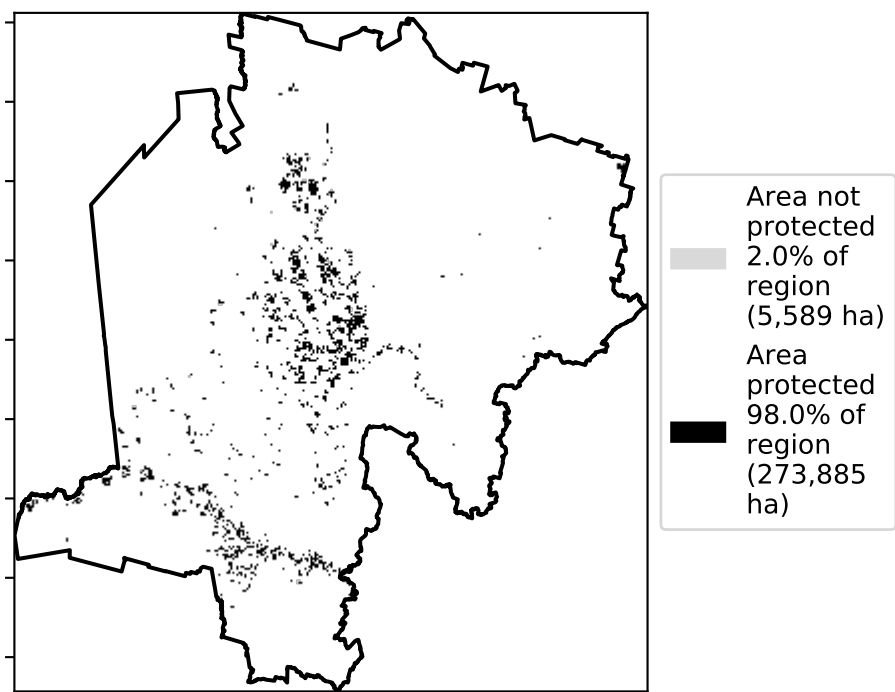 Area not
protected
2.0% of
region
(5,589 ha)
Area
protected
98.0% of
region
(273,885
ha)